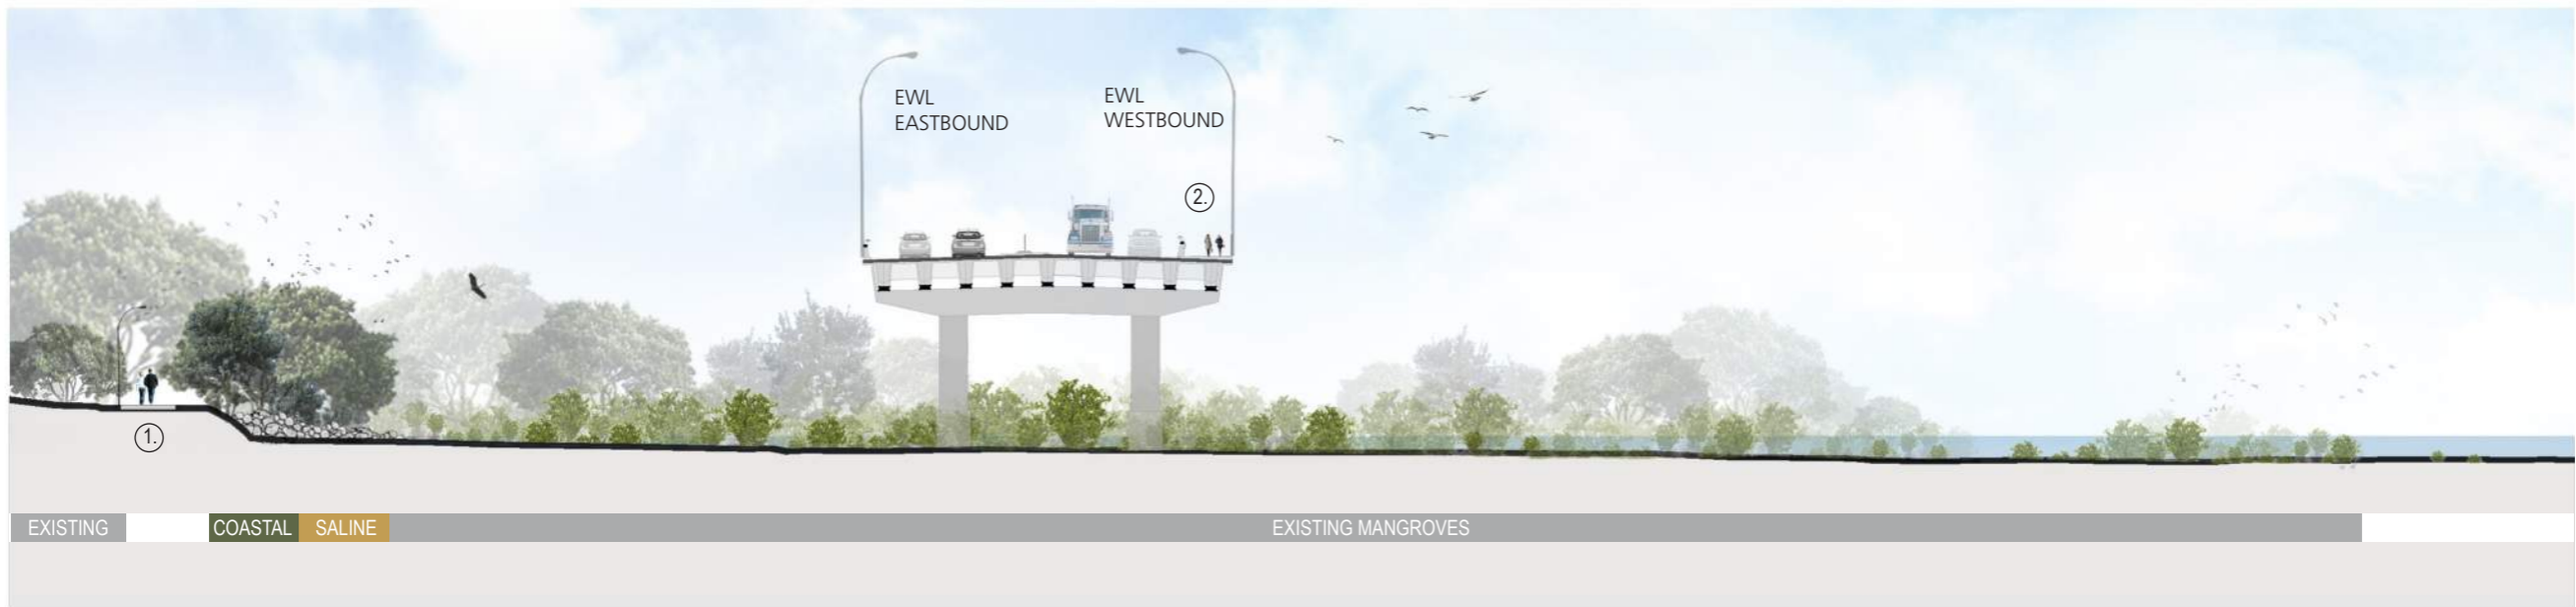 EWL
EASTBOUND
EWL
WESTBOUND
2.
1.
EXISTING
COASTAL
SALINE
EXISTING MANGROVES